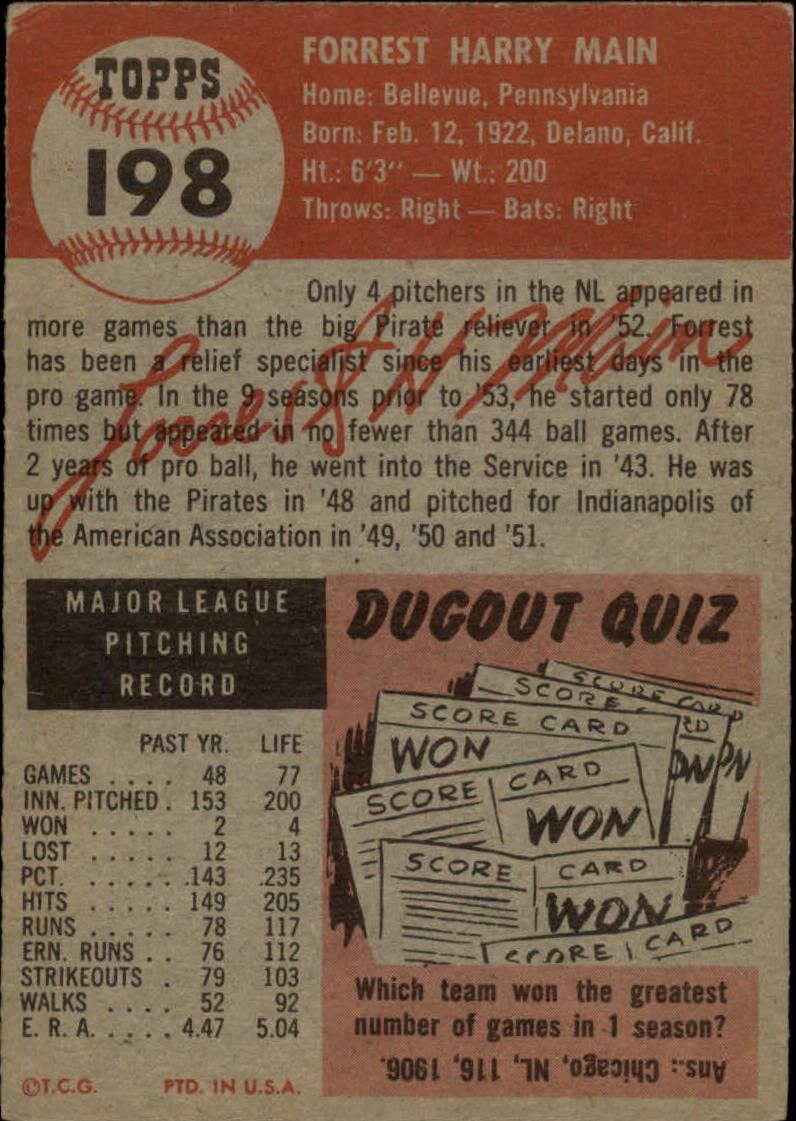 TOPPS
198
FORREST HARRY MAIN
Home: Bellevue, Pennsylvania
Born: Feb. 12, 1922, Delano, Calif.
Ht.: 6'3" — Wt.: 200
Throws: Right — Bats: Right
Only 4 pitchers in the NL appeared in
more games than the big Pirate reliever in '52. Forrest
has been a relief specialist since his earliest days in the
pro game. In the 9 seasons prior to '53, he started only 78
times but appeared in no fewer than 344 ball games. After
2 years of pro ball, he went into the Service in '43. He was
up with the Pirates in '48 and pitched for Indianapolis of
the American Association in '49, '50 and '51.
Forrest H Main
MAJOR LEAGUE
PITCHING
RECORD
PAST YR. LIFE
GAMES . . . . 48 77
INN. PITCHED . 153 200
WON . . . . . 2 4
LOST . . . . . 12 13
PCT. . . . . . .143 .235
HITS . . . . . 149 205
RUNS . . . . . 78 117
ERN. RUNS . . 76 112
STRIKEOUTS . 79 103
WALKS . . . . 52 92
E. R. A. . . . . 4.47 5.04
©T.C.G. PTD. IN U.S.A.
DUGOUT QUIZ
SCORE CARD
SCORE
SCORE CARD
WON
SCORE CARD
WON
SCORE CARD
WON
SCORE CARD
Which team won the greatest
number of games in 1 season?
Ans.: Chicago, NL, 116, 1906.